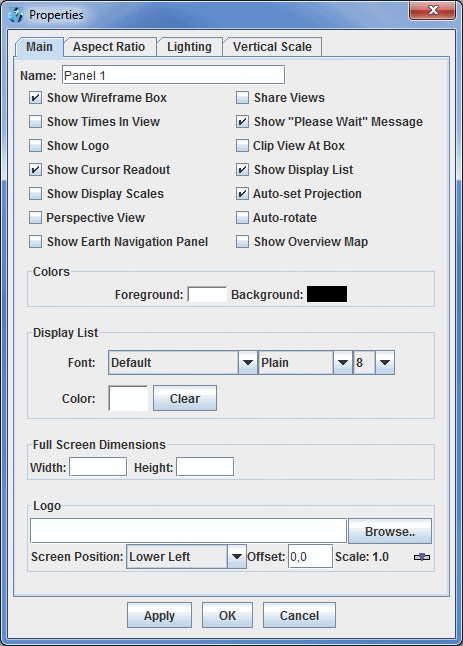 Properties
Main Aspect Ratio Lighting Vertical Scale
Name: Panel 1
Show Wireframe Box Share Views
Show Times In View Show "Please Wait" Message
Show Logo Clip View At Box
Show Cursor Readout Show Display List
Show Display Scales Auto-set Projection
Perspective View Auto-rotate
Show Earth Navigation Panel Show Overview Map
Colors
Foreground: Background:
Display List
Font: Default Plain 8
Color: Clear
Full Screen Dimensions
Width: Height:
Logo
Browse..
Screen Position: Lower Left Offset: 0,0 Scale: 1.0
Apply OK Cancel